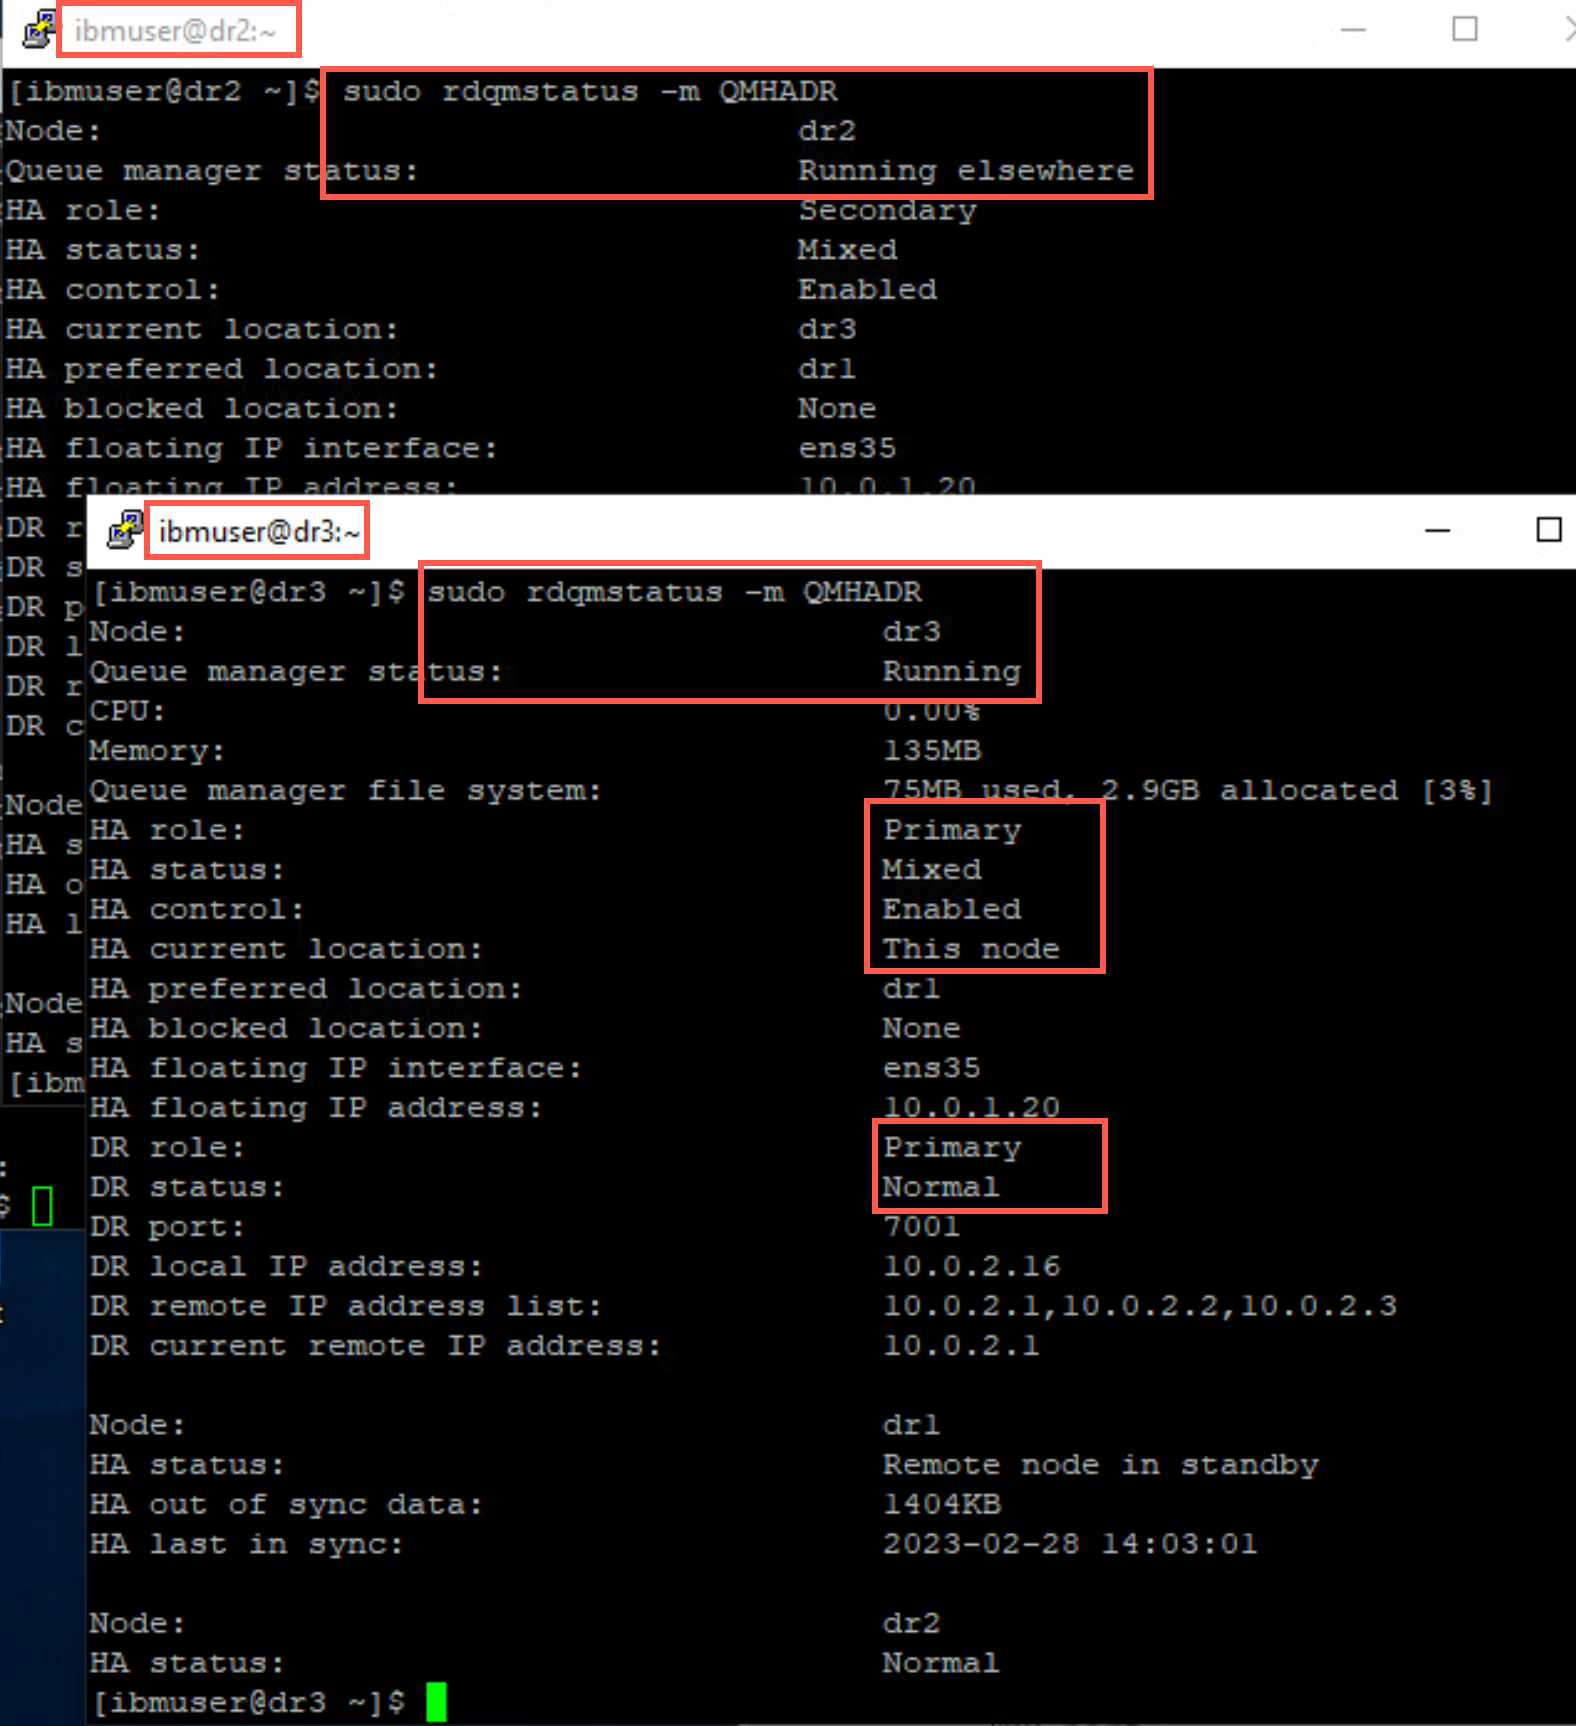 ibmuser@dr2:~
[ibmuser@dr2 ~]$ sudo rdqmstatus -m QMHADR
Node: dr2
Queue manager status: Running elsewhere
HA role: Secondary
HA status: Mixed
HA control: Enabled
HA current location: dr3
HA preferred location: dr1
HA blocked location: None
HA floating IP interface: ens35
HA floating IP address: 10.0.1.20
DR r
DR s
DR p
DR l
DR r
DR c
Node
HA s
HA o
HA l
Node
HA s
[ibm
:
$
ibmuser@dr3:~
[ibmuser@dr3 ~]$ sudo rdqmstatus -m QMHADR
Node: dr3
Queue manager status: Running
CPU: 0.00%
Memory: 135MB
Queue manager file system: 75MB used, 2.9GB allocated [3%]
HA role: Primary
HA status: Mixed
HA control: Enabled
HA current location: This node
HA preferred location: dr1
HA blocked location: None
HA floating IP interface: ens35
HA floating IP address: 10.0.1.20
DR role: Primary
DR status: Normal
DR port: 7001
DR local IP address: 10.0.2.16
DR remote IP address list: 10.0.2.1,10.0.2.2,10.0.2.3
DR current remote IP address: 10.0.2.1
Node: dr1
HA status: Remote node in standby
HA out of sync data: 1404KB
HA last in sync: 2023-02-28 14:03:01
Node: dr2
HA status: Normal
[ibmuser@dr3 ~]$